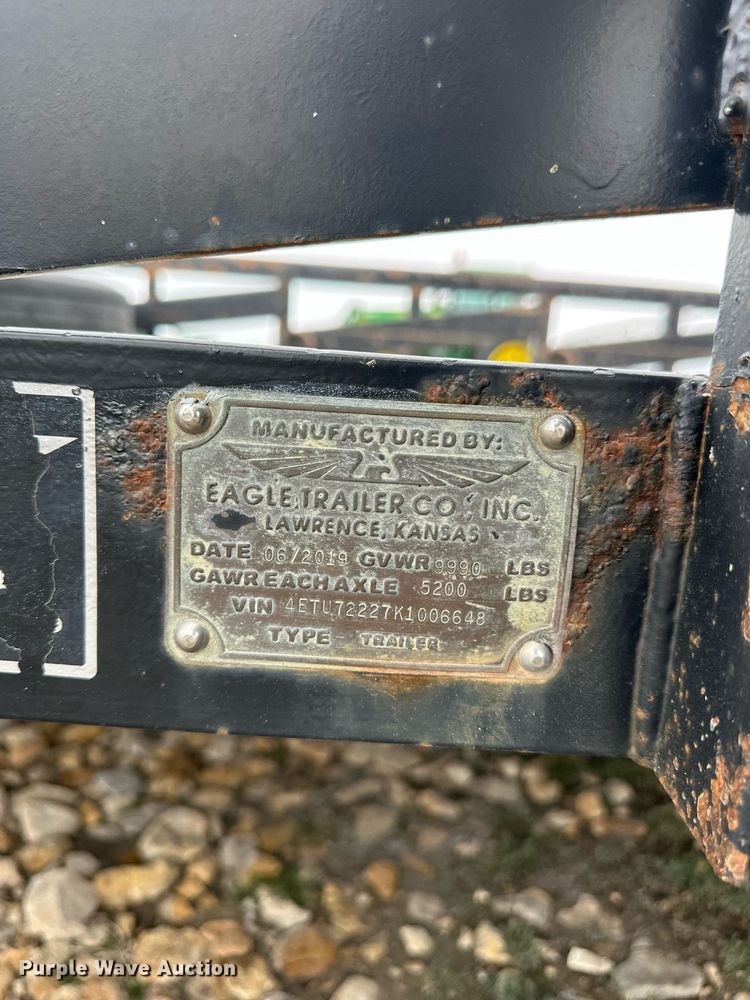 MANUFACTURED BY:
EAGLE TRAILER CO., INC.
LAWRENCE, KANSAS
DATE 06/2019 GVWR 9990 LBS
GAWR EACH AXLE 5200 LBS
VIN 4ETU72227K1006648
TYPE - TRAILER
Purple Wave Auction